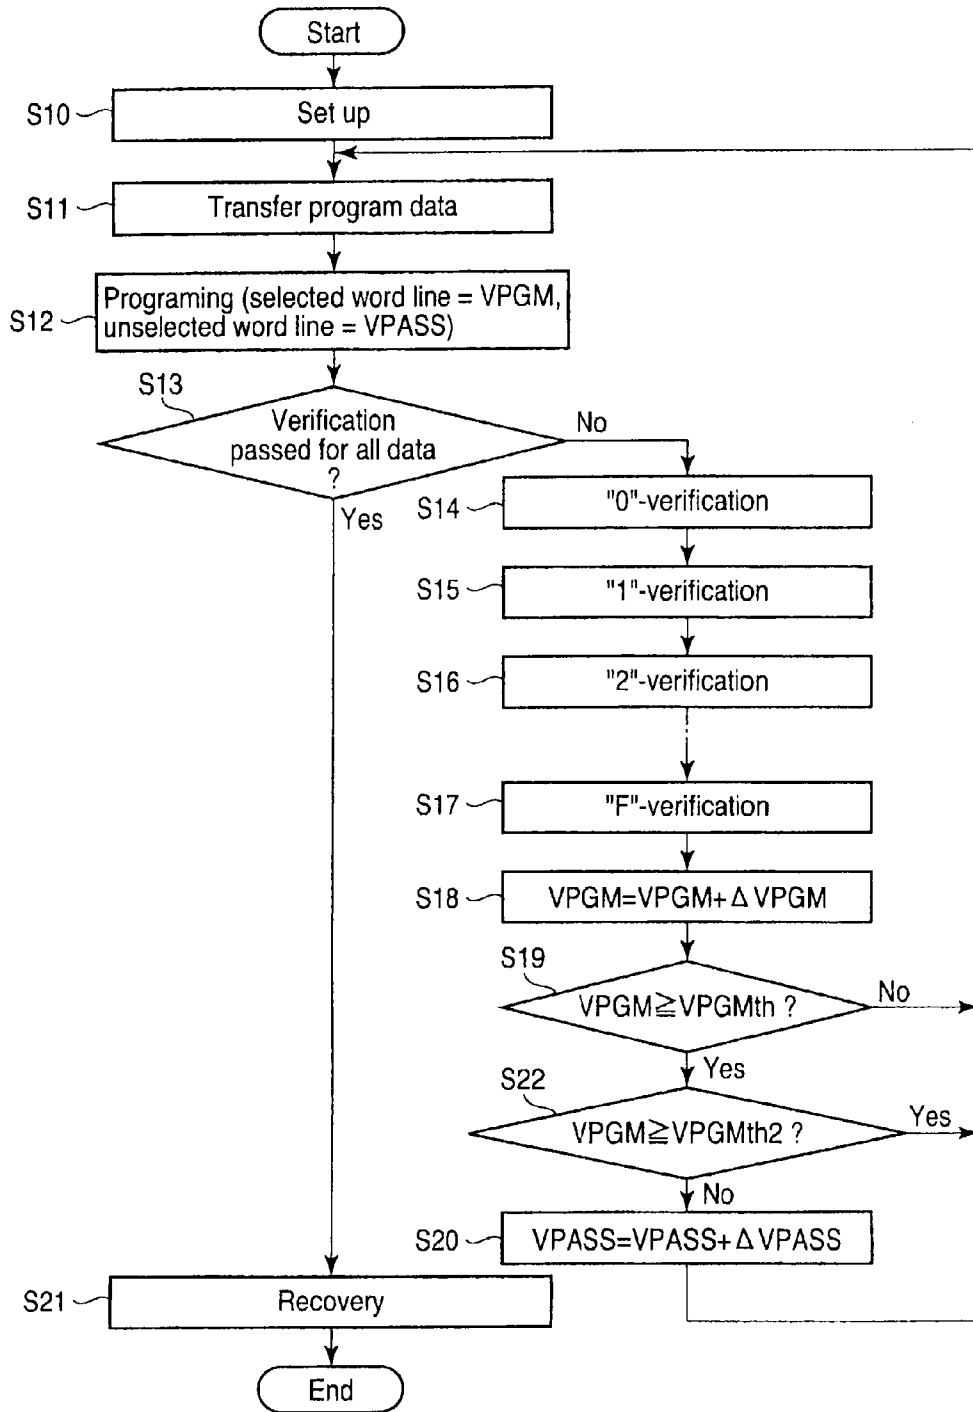 Start
S10
Set up
S11
Transfer program data
S12
Programing (selected word line = VPGM,
unselected word line = VPASS)
S13
Verification
passed for all data
?
No
Yes
S14
"0"-verification
S15
"1"-verification
S16
"2"-verification
S17
"F"-verification
S18
VPGM=VPGM+ Δ VPGM
S19
VPGM≧VPGMth ?
No
Yes
S22
VPGM≧VPGMth2 ?
Yes
No
S20
VPASS=VPASS+ Δ VPASS
S21
Recovery
End